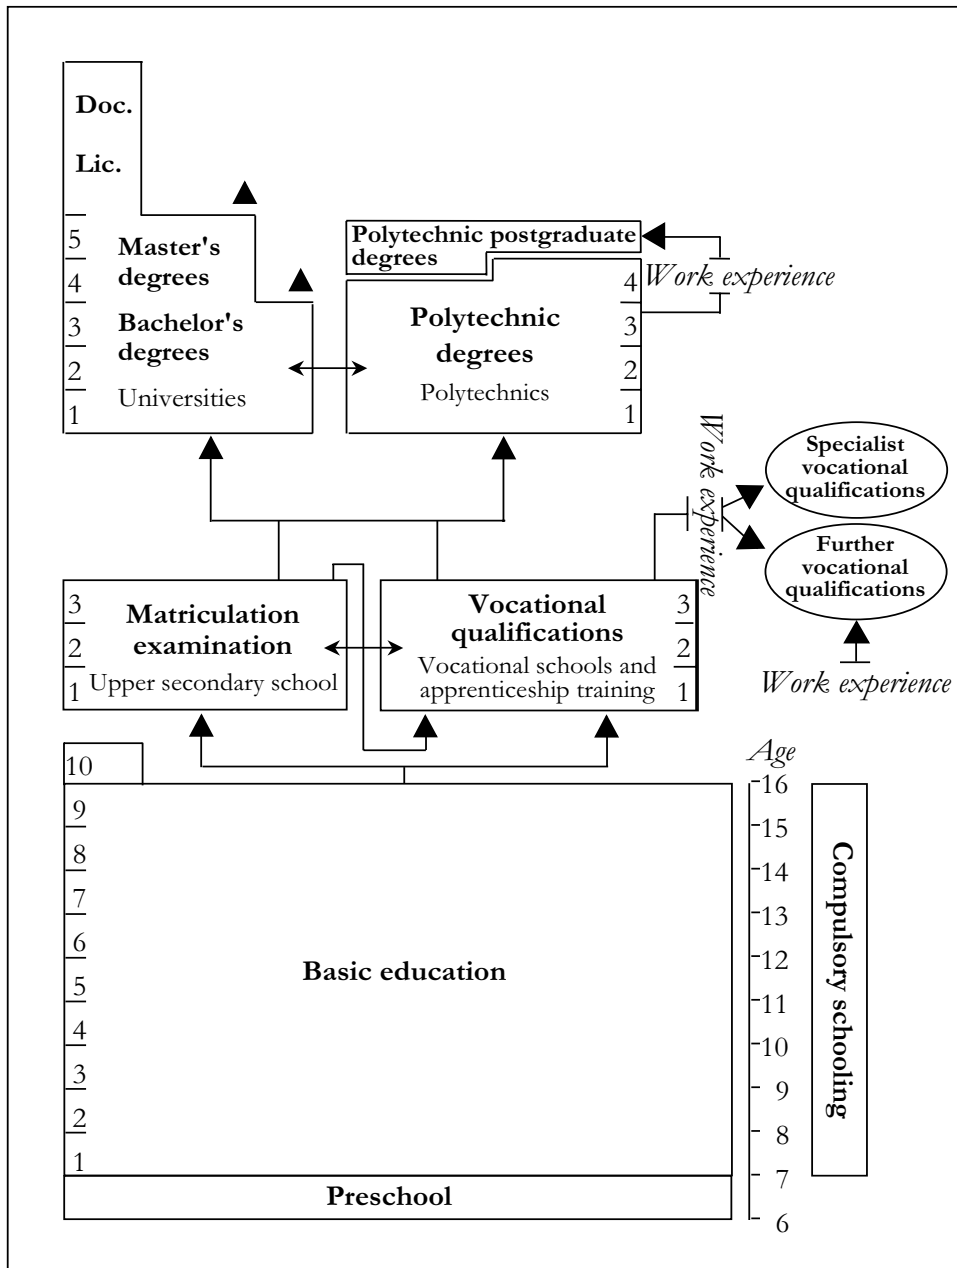 Doc.
Lic.
5
4
3
2
1
Master's
degrees
Bachelor's
degrees
Universities
Polytechnic postgraduate
degrees
Work experience
Polytechnic
degrees
Polytechnics
4
3
2
1
Work experience
Specialist
vocational
qualifications
Further
vocational
qualifications
Work experience
3
2
1
Matriculation
examination
Upper secondary school
Vocational
qualifications
Vocational schools and
apprenticeship training
3
2
1
10
9
8
7
6
5
4
3
2
1
Basic education
Preschool
Age
16
15
14
13
12
11
10
9
8
7
6
Compulsory schooling